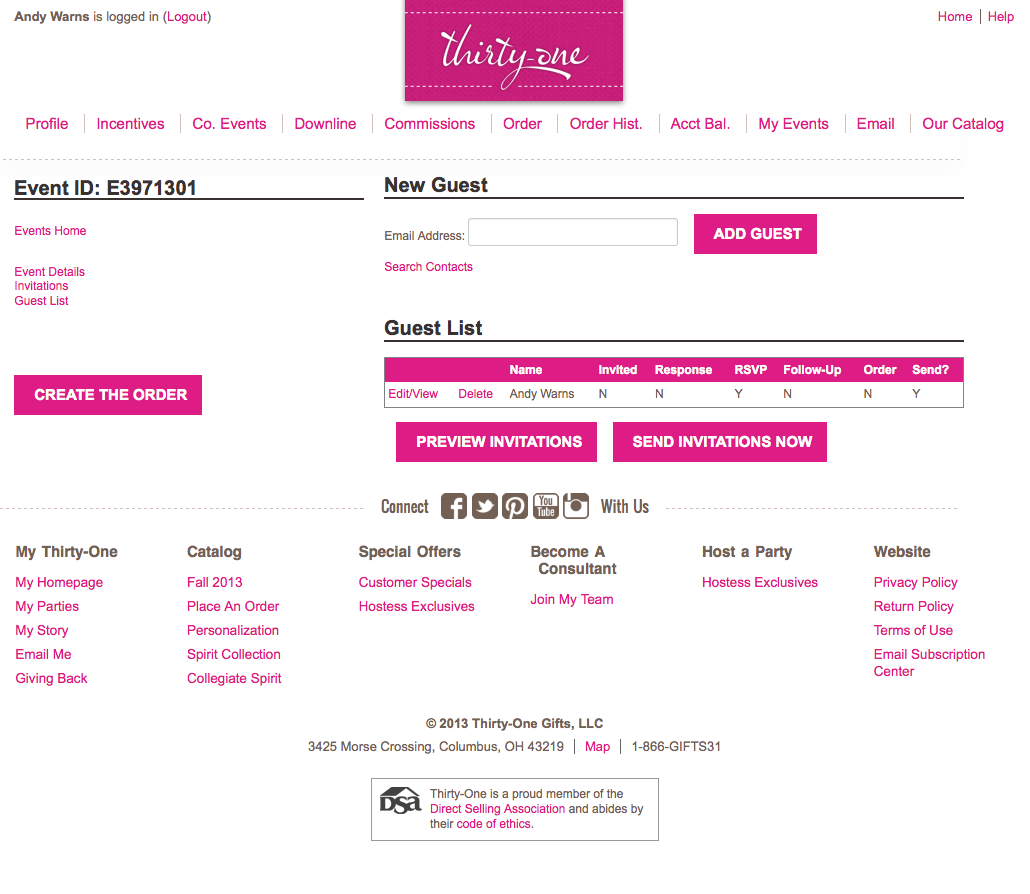 Andy Warns is logged in (Logout)
thirty-one
Home | Help
Profile | Incentives | Co. Events | Downline | Commissions | Order | Order Hist. | Acct Bal. | My Events | Email | Our Catalog
Event ID: E3971301
Events Home
Event Details
Invitations
Guest List
CREATE THE ORDER
New Guest
Email Address:
ADD GUEST
Search Contacts
Guest List
Name Invited Response RSVP Follow-Up Order Send?
Edit/View Delete Andy Warns N N Y N N Y
PREVIEW INVITATIONS SEND INVITATIONS NOW
Connect You Tube With Us
My Thirty-One
My Homepage
My Parties
My Story
Email Me
Giving Back
Catalog
Fall 2013
Place An Order
Personalization
Spirit Collection
Collegiate Spirit
Special Offers
Customer Specials
Hostess Exclusives
Become A
Consultant
Join My Team
Host a Party
Hostess Exclusives
Website
Privacy Policy
Return Policy
Terms of Use
Email Subscription
Center
© 2013 Thirty-One Gifts, LLC
3425 Morse Crossing, Columbus, OH 43219 | Map | 1-866-GIFTS31
DSA
Thirty-One is a proud member of the
Direct Selling Association and abides by
their code of ethics.